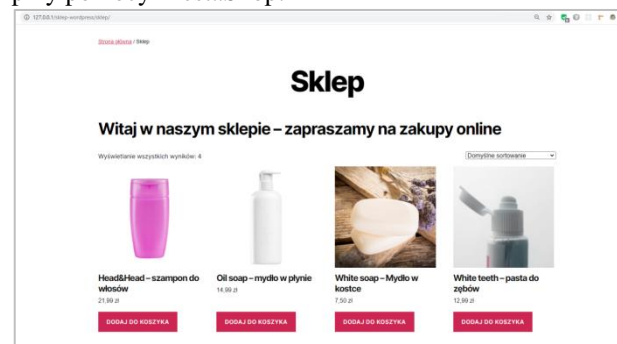 przy pomocy PrestaShop.
127.0.0.1/sklep-wordpress/sklep/
Strona główna / Sklep
Sklep
Witaj w naszym sklepie – zapraszamy na zakupy online
Wyświetlanie wszystkich wyników: 4
Domyślne sortowanie
Head&Head – szampon do włosów
21,99 zł
DODAJ DO KOSZYKA
Oil soap – mydło w płynie
14,99 zł
DODAJ DO KOSZYKA
White soap – Mydło w kostce
7,50 zł
DODAJ DO KOSZYKA
White teeth – pasta do zębów
12,99 zł
DODAJ DO KOSZYKA